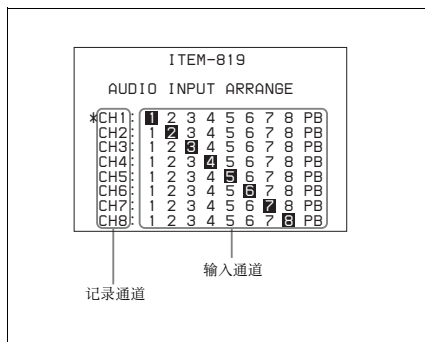 ITEM-819
AUDIO INPUT ARRANGE
*CH1: 1 2 3 4 5 6 7 8 PB
CH2: 1 2 3 4 5 6 7 8 PB
CH3: 1 2 3 4 5 6 7 8 PB
CH4: 1 2 3 4 5 6 7 8 PB
CH5: 1 2 3 4 5 6 7 8 PB
CH6: 1 2 3 4 5 6 7 8 PB
CH7: 1 2 3 4 5 6 7 8 PB
CH8: 1 2 3 4 5 6 7 8 PB
输入通道
记录通道